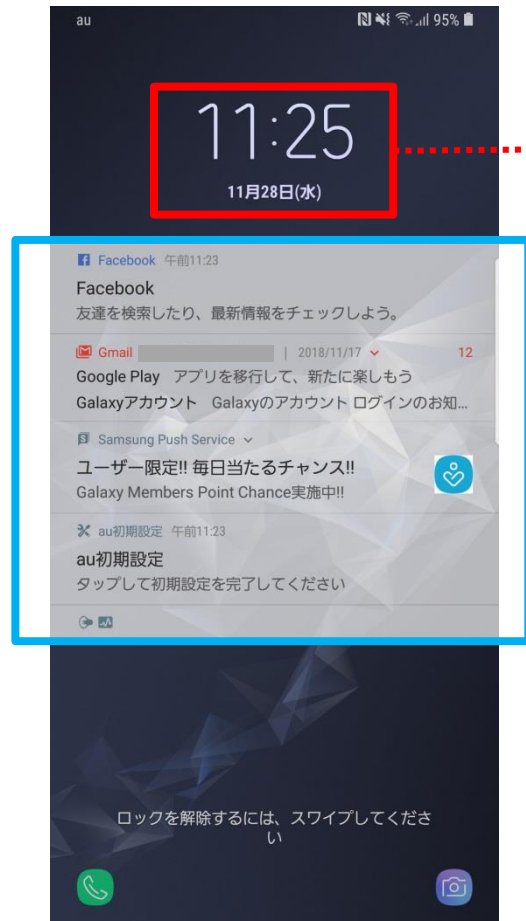 au 95%
11:25
11月28日(水)
Facebook 午前11:23
Facebook
友達を検索したり、最新情報をチェックしよう。
Gmail | 2018/11/17 12
Google Play アプリを移行して、新たに楽しもう
Galaxyアカウント Galaxyのアカウント ログインのお知...
Samsung Push Service
ユーザー限定!! 毎日当たるチャンス!!
Galaxy Members Point Chance実施中!!
au初期設定 午前11:23
au初期設定
タップして初期設定を完了してください
ロックを解除するには、スワイプしてくださ
い